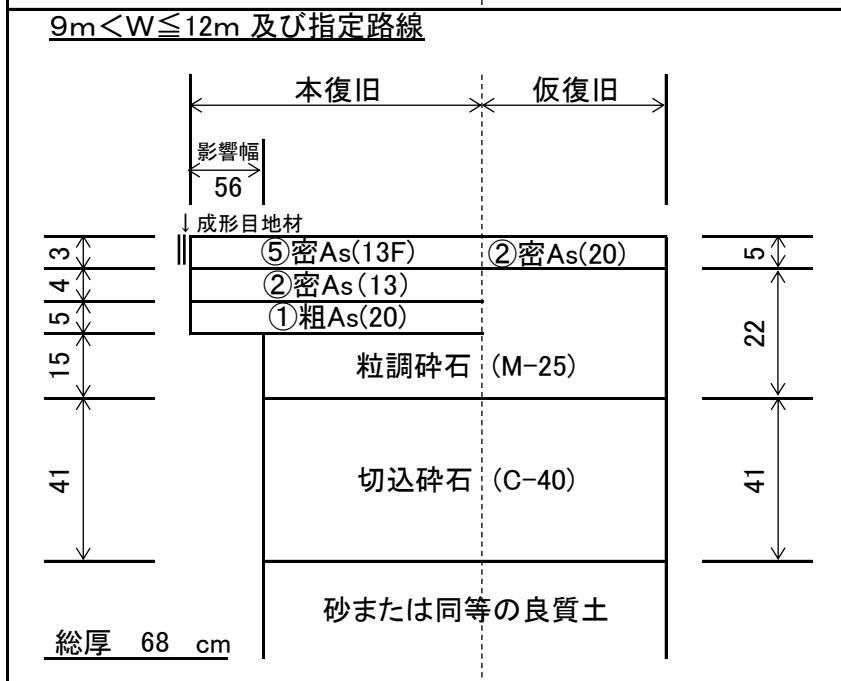 9m＜W≦12m 及び指定路線
本復旧
仮復旧
影響幅
56
↓成形目地材
3
⑤密As(13F)
②密As(20)
5
4
②密As(13)
5
①粗As(20)
22
15
粒調砕石 (M-25)
41
切込砕石 (C-40)
41
砂または同等の良質土
総厚 68 cm